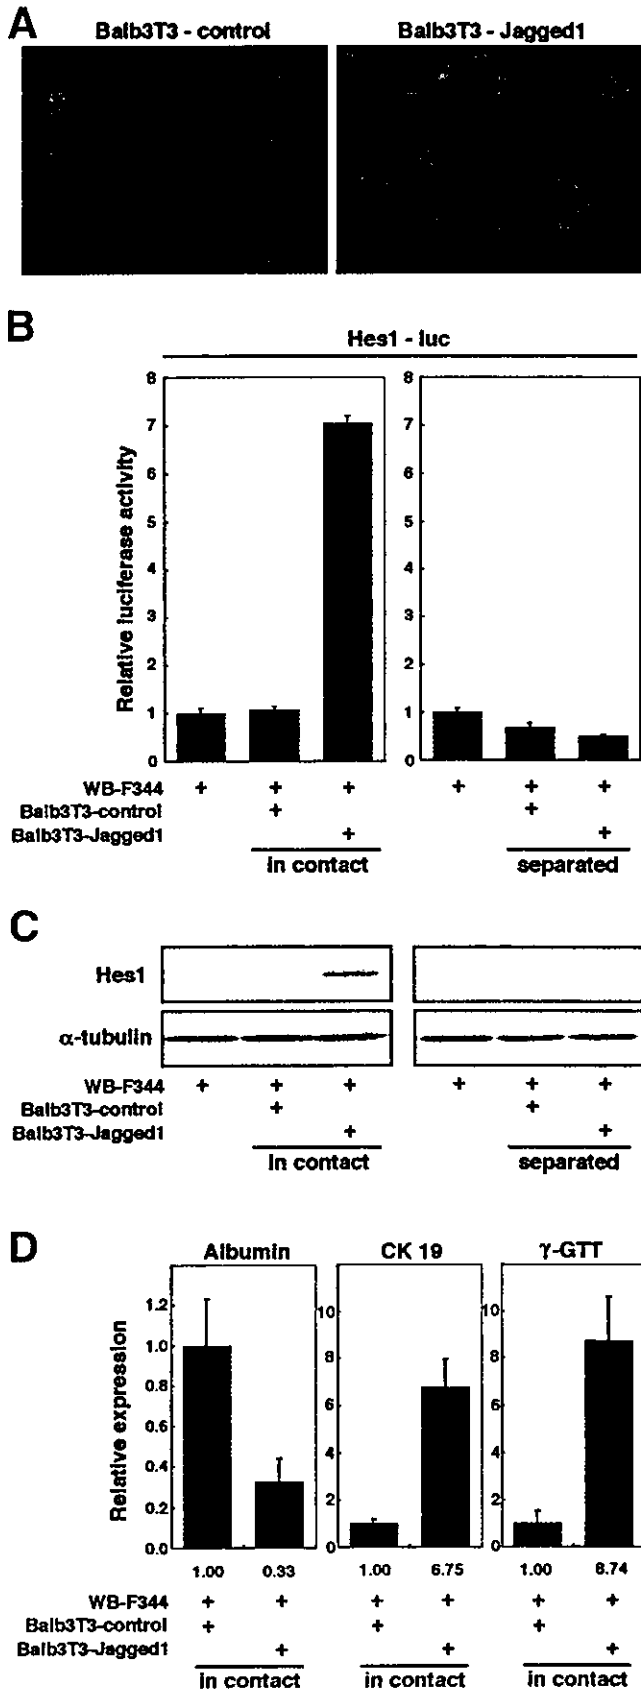 A
Balb3T3 - control Balb3T3 - Jagged1
B
Hes1 - luc
Relative luciferase activity
8 8
7 7
6 6
5 5
4 4
3 3
2 2
1 1
0 0
WB-F344 + + + + + +
Balb3T3-control + +
Balb3T3-Jagged1 + +
in contact separated
C
Hes1
α-tubulin
WB-F344 + + + + + +
Balb3T3-control + +
Balb3T3-Jagged1 + +
in contact separated
D
Albumin CK 19 γ-GTT
Relative expression
1.2 10 10
1.0 8 8
0.8 6 6
0.6 4 4
0.4 2 2
0.2 0 0
0.0
1.00 0.33 1.00 6.75 1.00 8.74
WB-F344 + + + + + +
Balb3T3-control + + +
Balb3T3-Jagged1 + + +
in contact in contact in contact